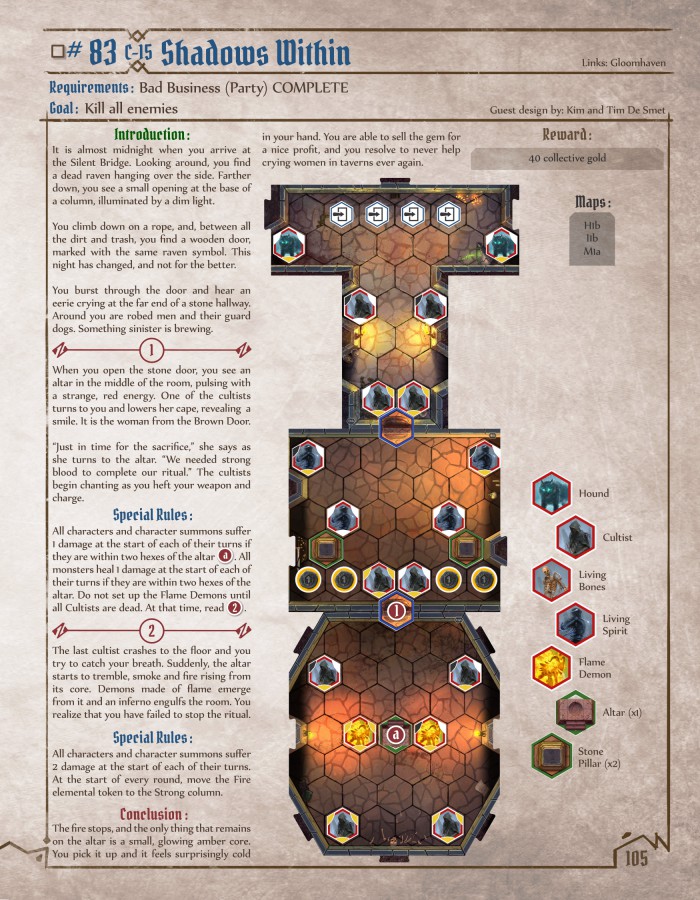 # 83 C-15 Shadows Within
Links: Gloomhaven
Requirements: Bad Business (Party) COMPLETE
Goal: Kill all enemies
Guest design by: Kim and Tim De Smet
Introduction:
It is almost midnight when you arrive at
the Silent Bridge. Looking around, you find
a dead raven hanging over the side. Farther
down, you see a small opening at the base of
a column, illuminated by a dim light.
You climb down on a rope, and, between all
the dirt and trash, you find a wooden door,
marked with the same raven symbol. This
night has changed, and not for the better.
You burst through the door and hear an
eerie crying at the far end of a stone hallway.
Around you are robed men and their guard
dogs. Something sinister is brewing.
1
When you open the stone door, you see an
altar in the middle of the room, pulsing with
a strange, red energy. One of the cultists
turns to you and lowers her cape, revealing a
smile. It is the woman from the Brown Door.
"Just in time for the sacrifice," she says as
she turns to the altar. "We needed strong
blood to complete our ritual." The cultists
begin chanting as you heft your weapon and
charge.
Special Rules:
All characters and character summons suffer
1 damage at the start of each of their turns if
they are within two hexes of the altar a. All
monsters heal 1 damage at the start of each of
their turns if they are within two hexes of the
altar. Do not set up the Flame Demons until
all Cultists are dead. At that time, read 2.
2
The last cultist crashes to the floor and you
try to catch your breath. Suddenly, the altar
starts to tremble, smoke and fire rising from
its core. Demons made of flame emerge
from it and an inferno engulfs the room. You
realize that you have failed to stop the ritual.
Special Rules:
All characters and character summons suffer
2 damage at the start of each of their turns.
At the start of every round, move the Fire
elemental token to the Strong column.
Conclusion:
The fire stops, and the only thing that remains
on the altar is a small, glowing amber core.
You pick it up and it feels surprisingly cold
in your hand. You are able to sell the gem for
a nice profit, and you resolve to never help
crying women in taverns ever again.
Reward:
40 collective gold
Maps:
H1b
I1b
M1a
1
a
Hound
Cultist
Living
Bones
Living
Spirit
Flame
Demon
Altar (x1)
Stone
Pillar (x2)
105